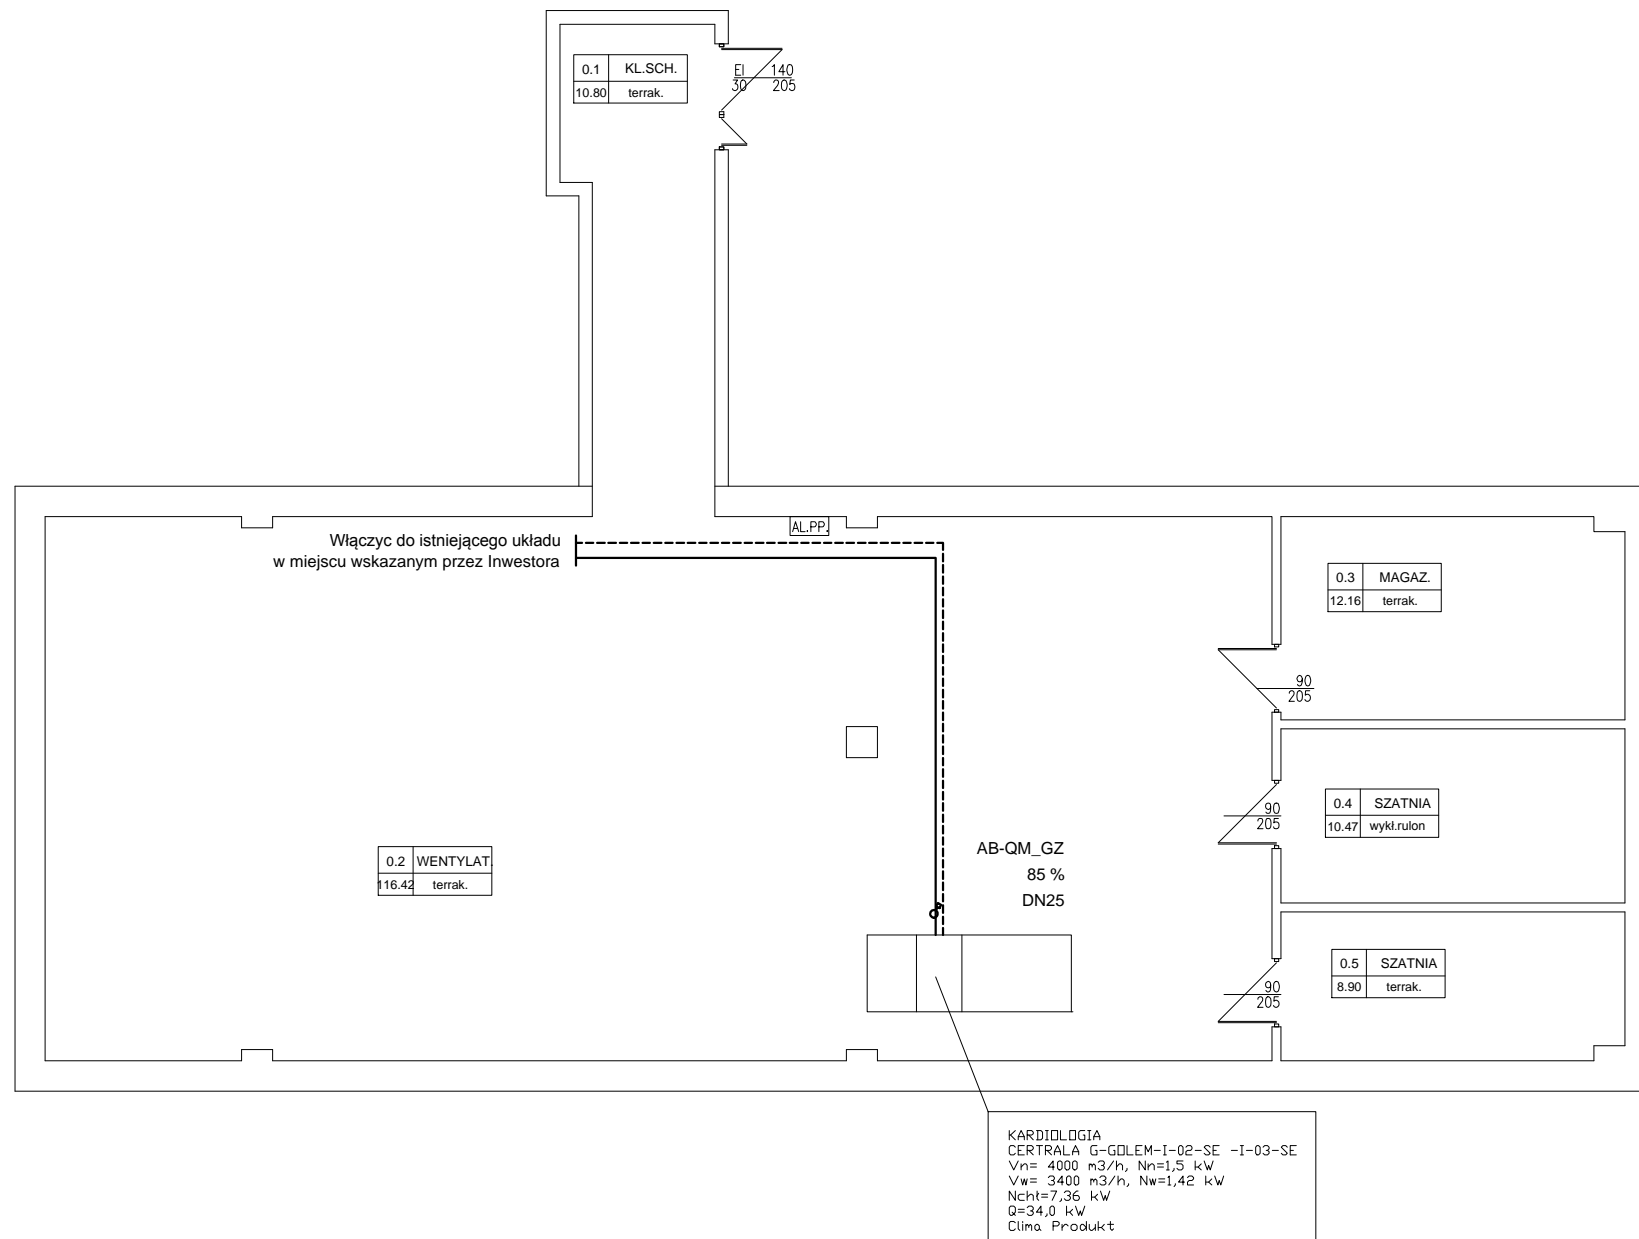 0.1 KL.SCH.
10.80 terrak.
EI 140
30 205
Włączyc do istniejącego układu
w miejscu wskazanym przez Inwestora
AL.PP.
0.3 MAGAZ.
12.16 terrak.
90
205
0.4 SZATNIA
10.47 wykł.rulon
90
205
0.2 WENTYLAT.
116.42 terrak.
AB-QM_GZ
85 %
DN25
0.5 SZATNIA
8.90 terrak.
90
205
KARDIOLOGIA
CERTRALA G-GOLEM-I-02-SE -I-03-SE
Vn= 4000 m3/h, Nn=1,5 kW
Vw= 3400 m3/h, Nw=1,42 kW
Nchł=7,36 kW
Q=34,0 kW
Clima Produkt